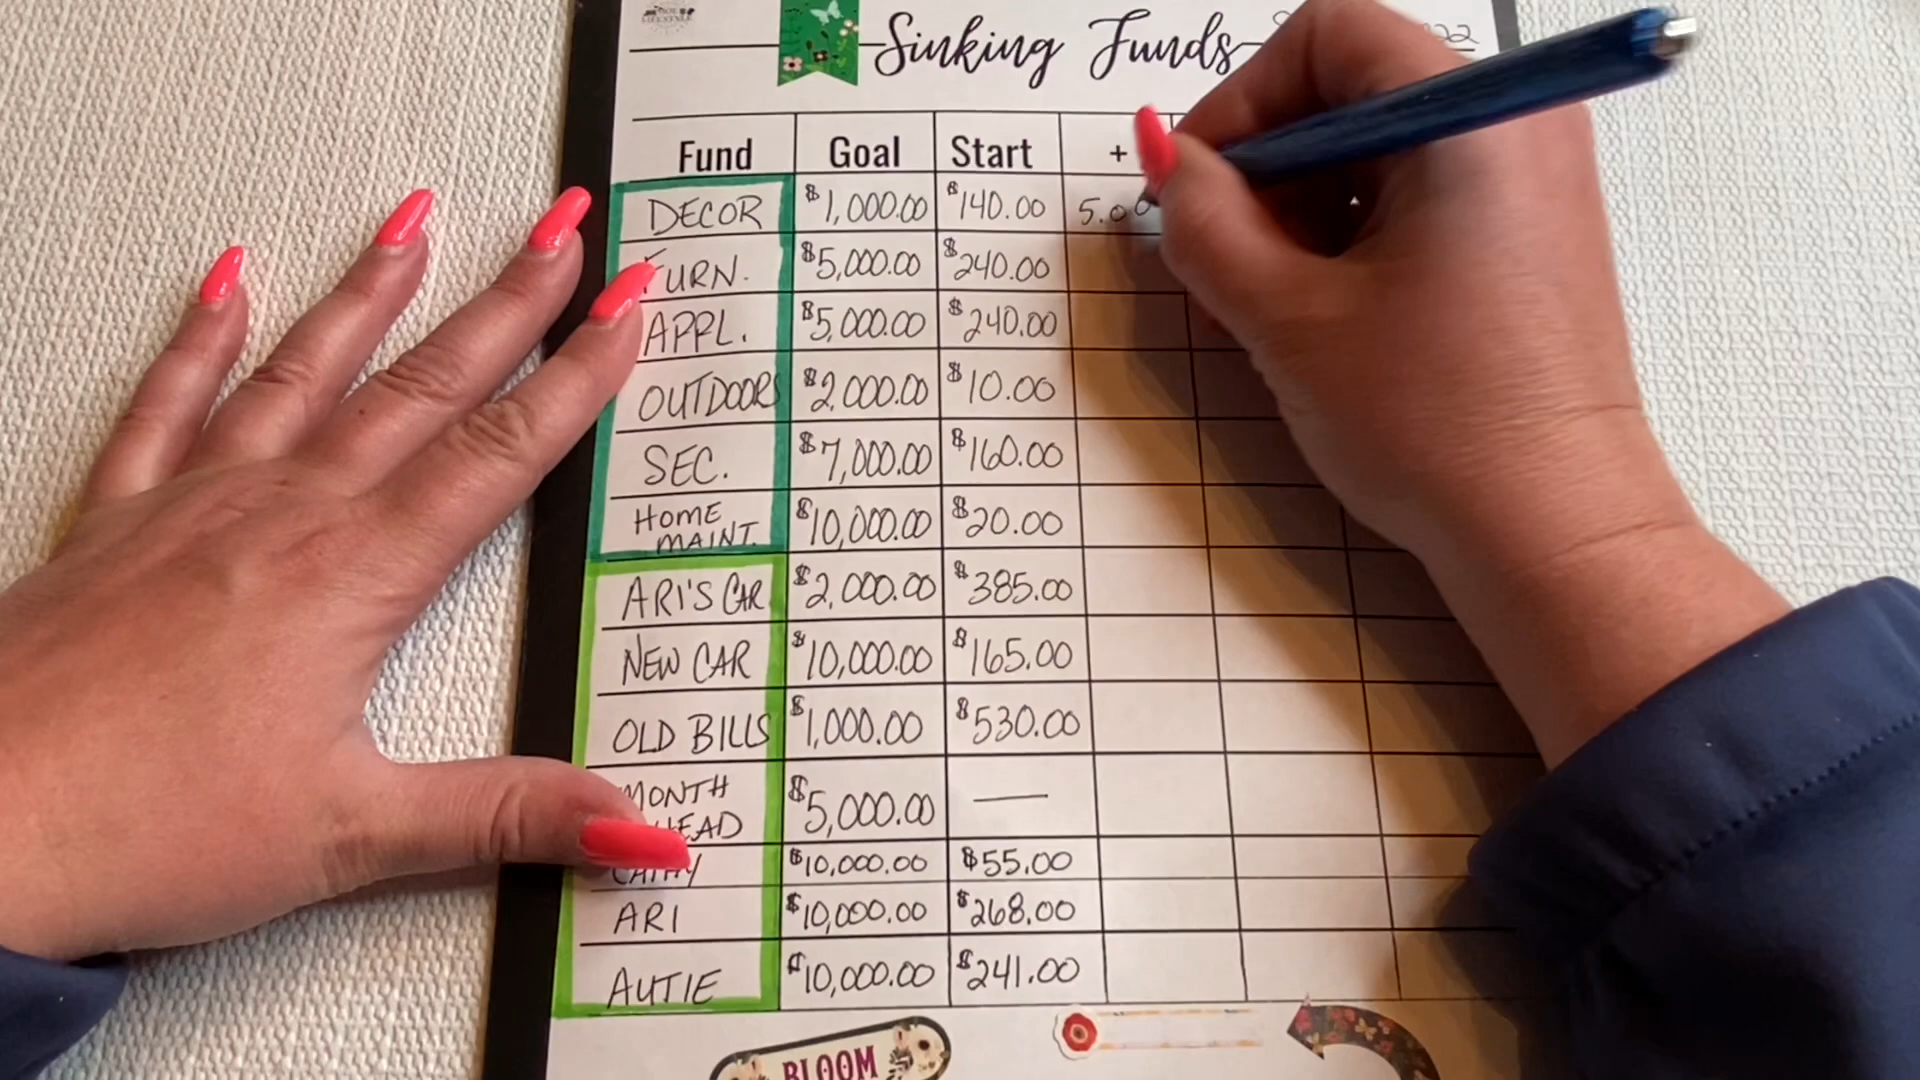 LIFESTYLE
Sinking Funds 22
Fund Goal Start +
DECOR $1,000.00 $140.00 5.00
FURN. $5,000.00 $240.00
APPL. $5,000.00 $240.00
OUTDOORS $2,000.00 $10.00
SEC. $7,000.00 $160.00
HOME MAINT. $10,000.00 $20.00
ARI'S CAR $2,000.00 $385.00
NEW CAR $10,000.00 $165.00
OLD BILLS $1,000.00 $530.00
MONTH HEAD $5,000.00 —
CATHY $10,000.00 $55.00
ARI $10,000.00 $268.00
AUTIE $10,000.00 $241.00
BLOOM